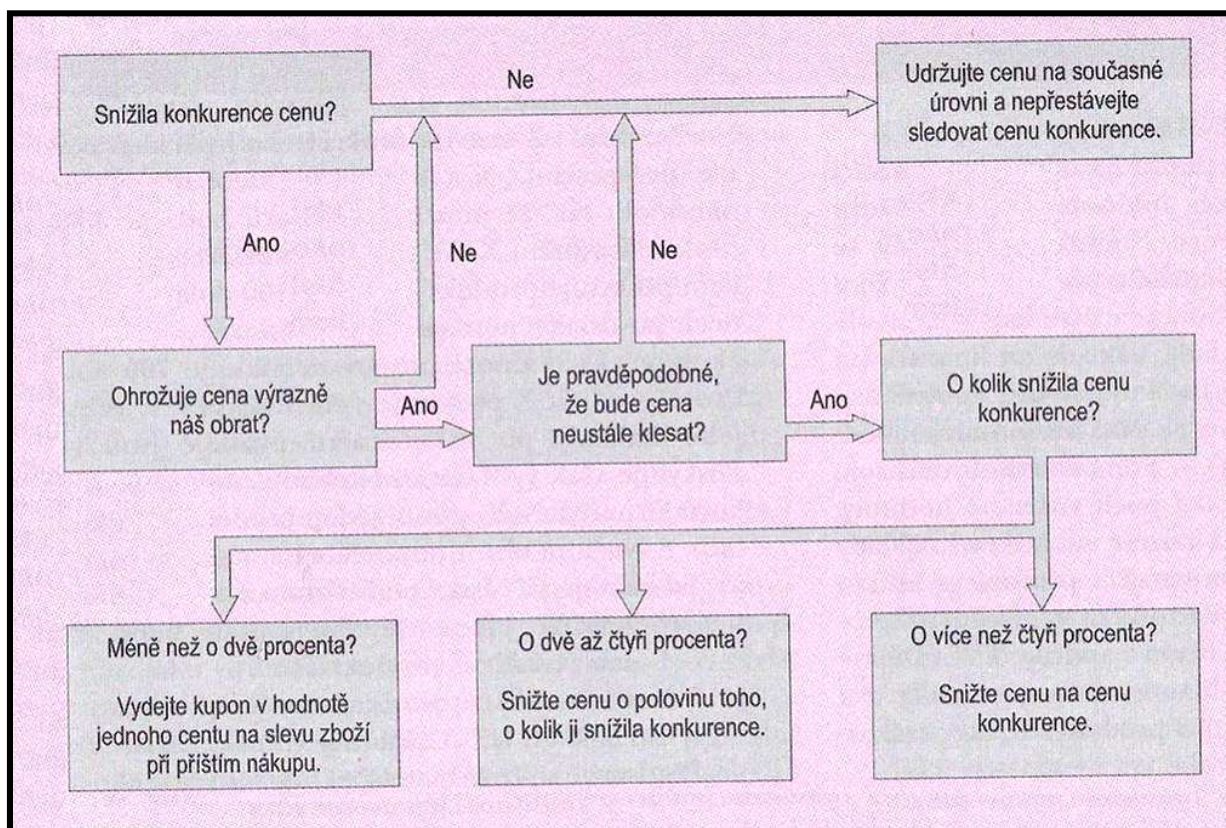 Snížila konkurence cenu?
Ne
Udržujte cenu na současné
úrovni a nepřestávejte
sledovat cenu konkurence.
Ano
Ne
Ne
Ohrožuje cena výrazně
náš obrat?
Ano
Je pravděpodobné,
že bude cena
neustále klesat?
Ano
O kolik snížila cenu
konkurence?
Méně než o dvě procenta?
Vydejte kupon v hodnotě
jednoho centu na slevu zboží
při příštím nákupu.
O dvě až čtyři procenta?
Snižte cenu o polovinu toho,
o kolik ji snížila konkurence.
O více než čtyři procenta?
Snižte cenu na cenu
konkurence.